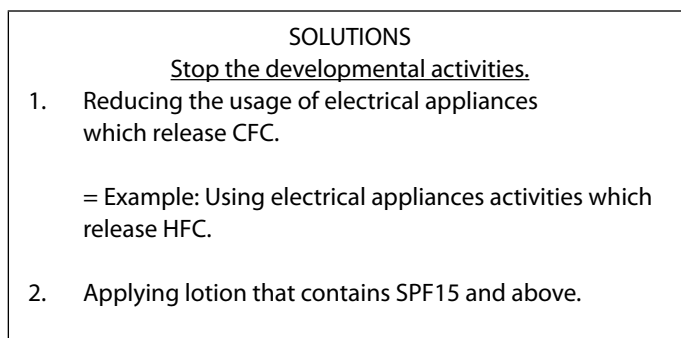 SOLUTIONS
Stop the developmental activities.
1. Reducing the usage of electrical appliances
which release CFC.
= Example: Using electrical appliances activities which
release HFC.
2. Applying lotion that contains SPF15 and above.